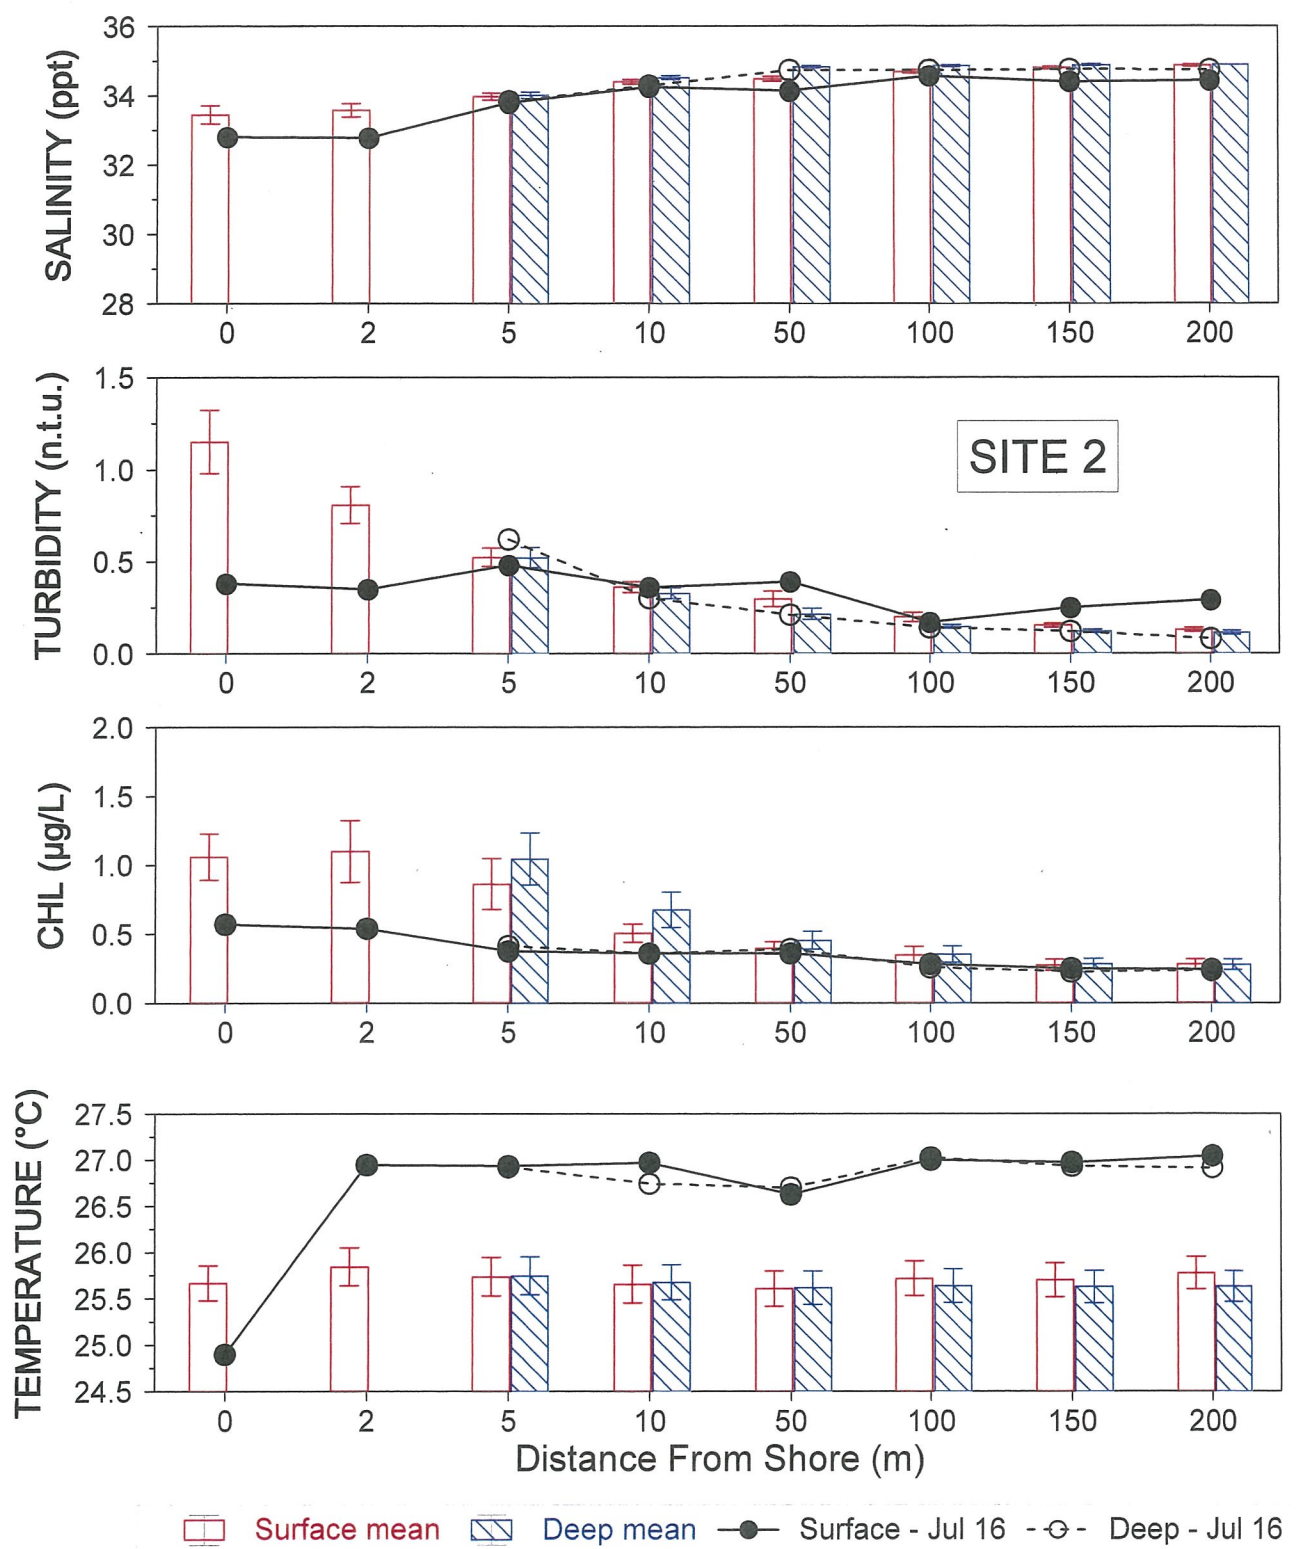 SALINITY (ppt)
36
34
32
30
28
0 2 5 10 50 100 150 200
TURBIDITY (n.t.u.)
1.5
1.0
0.5
0.0
SITE 2
0 2 5 10 50 100 150 200
CHL (µg/L)
2.0
1.5
1.0
0.5
0.0
0 2 5 10 50 100 150 200
TEMPERATURE (°C)
27.5
27.0
26.5
26.0
25.5
25.0
24.5
0 2 5 10 50 100 150 200
Distance From Shore (m)
Surface mean Deep mean Surface - Jul 16 Deep - Jul 16